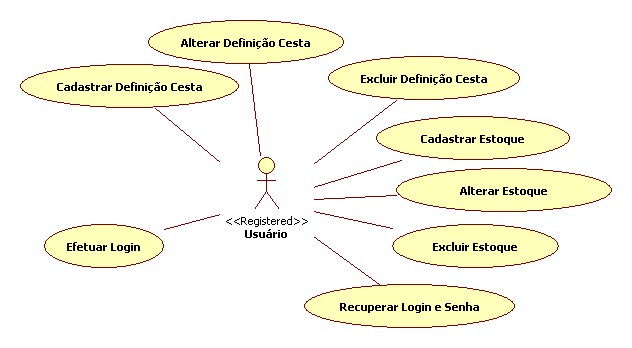 Alterar Definição Cesta
Cadastrar Definição Cesta
Excluir Definição Cesta
Cadastrar Estoque
Alterar Estoque
<<Registered>>
Usuário
Efetuar Login
Excluir Estoque
Recuperar Login e Senha